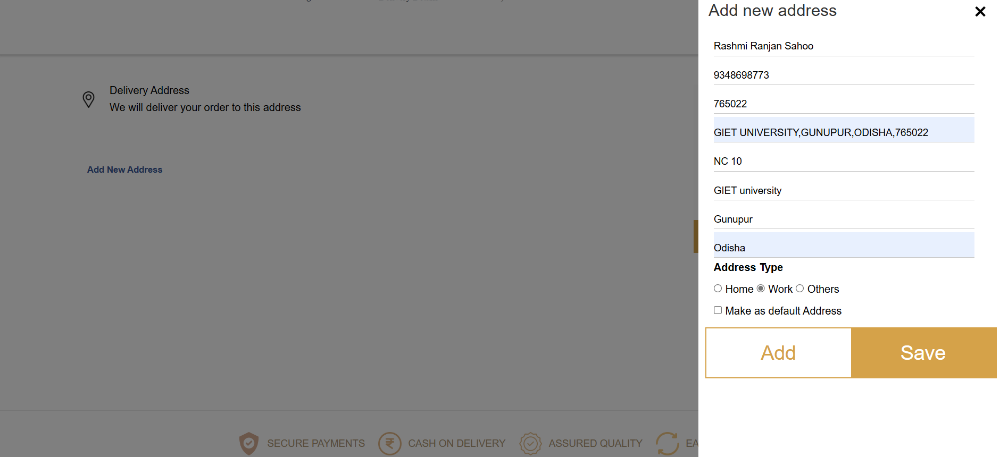 Add new address
Rashmi Ranjan Sahoo
9348698773
765022
GIET UNIVERSITY,GUNUPUR,ODISHA,765022
NC 10
GIET university
Gunupur
Odisha
Address Type
Home Work Others
Make as default Address
Add Save
Delivery Address
We will deliver your order to this address
Add New Address
SECURE PAYMENTS CASH ON DELIVERY ASSURED QUALITY EA